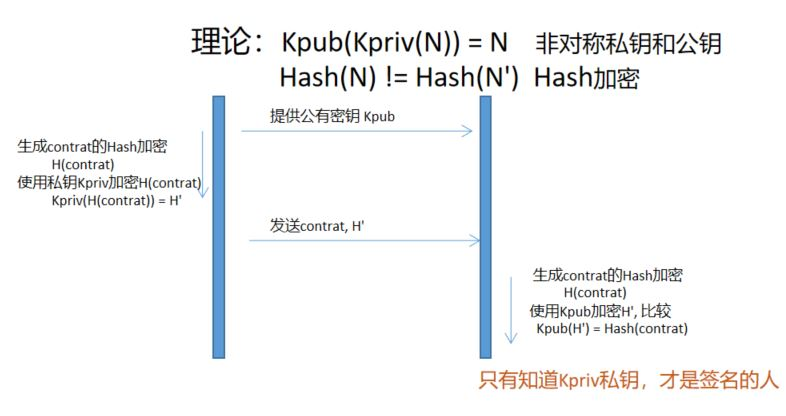 理论：Kpub(Kpriv(N)) = N 非对称私钥和公钥
Hash(N) != Hash(N') Hash加密
提供公有密钥 Kpub
生成contrat的Hash加密
H(contrat)
使用私钥Kpriv加密H(contrat)
Kpriv(H(contrat)) = H'
发送contrat, H'
生成contrat的Hash加密
H(contrat)
使用Kpub加密H', 比较
Kpub(H') = Hash(contrat)
只有知道Kpriv私钥，才是签名的人